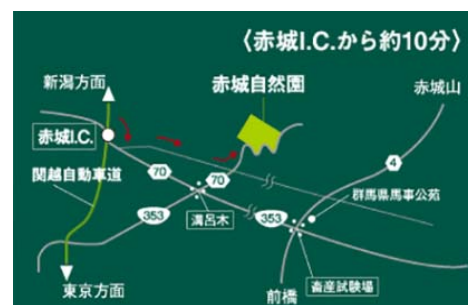 〈赤城I.C.から約10分〉
新潟方面
赤城自然園
赤城山
赤城I.C.
関越自動車道
70
70
4
353
溝呂木
353
群馬県馬事公苑
東京方面
前橋
畜産試験場